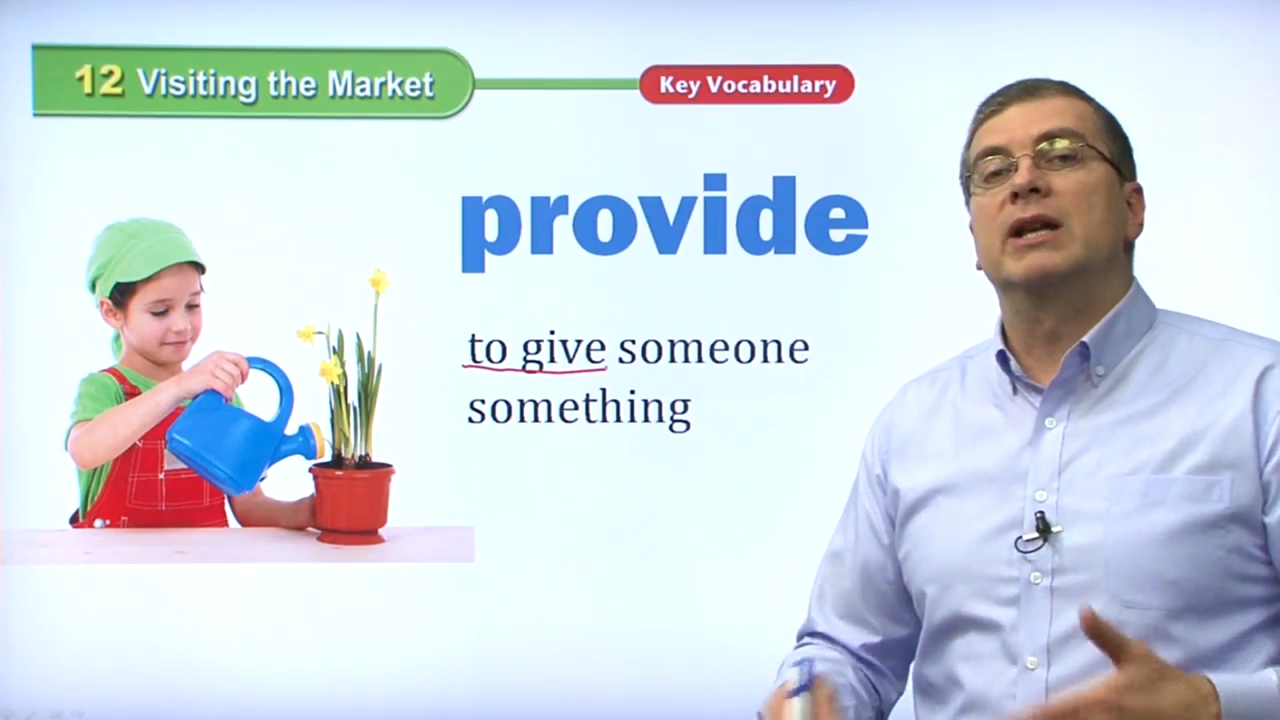 12 Visiting the Market
Key Vocabulary
provide
to give someone
something